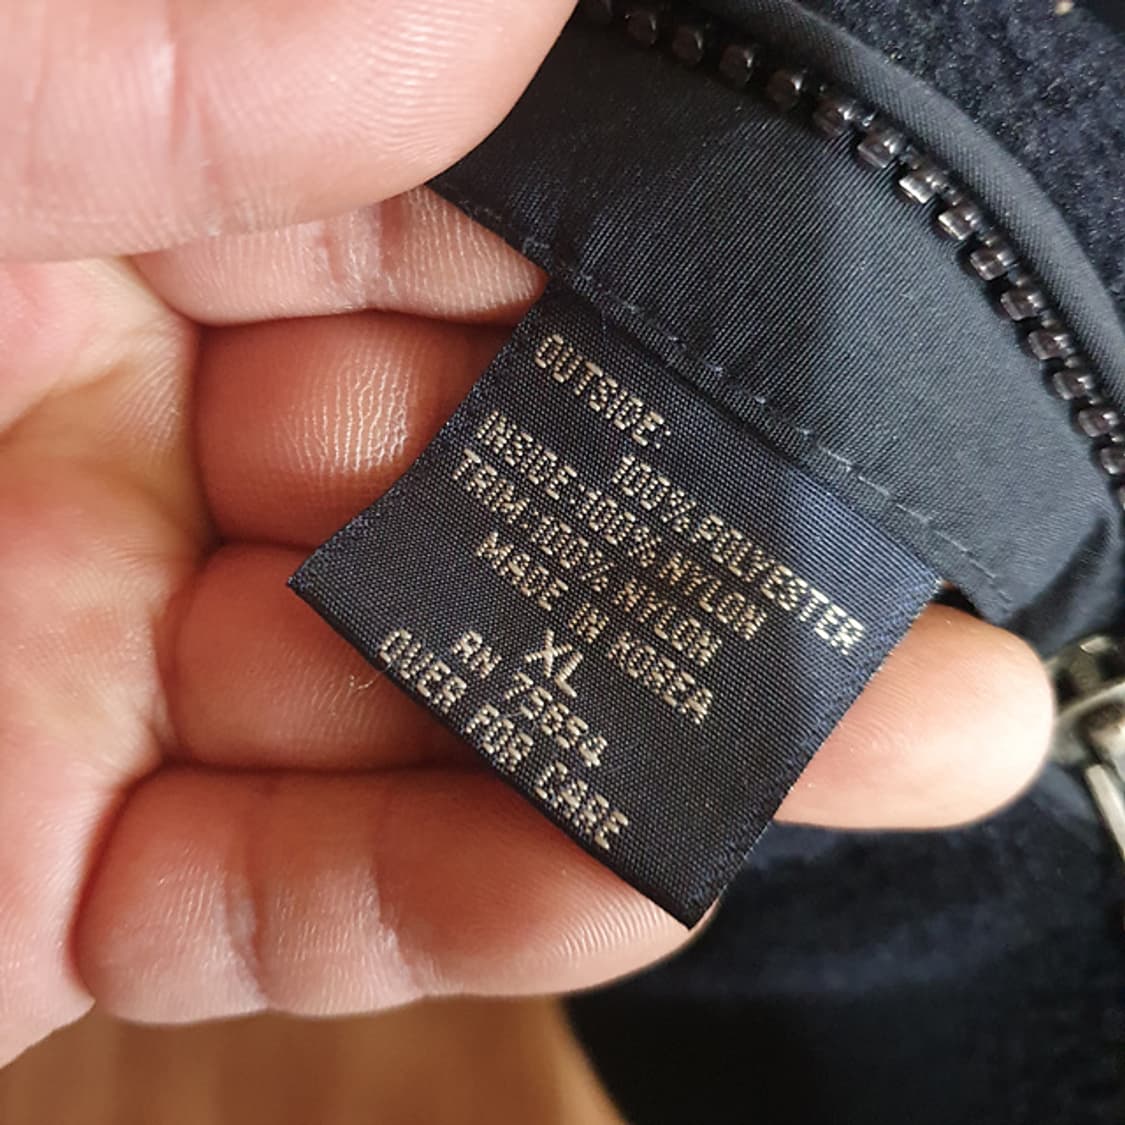 OUTSIDE:
100% POLYESTER
INSIDE: 100% NYLON
TRIM: 100% NYLON
MADE IN KOREA
XL
RN 75654
OVER FOR CARE